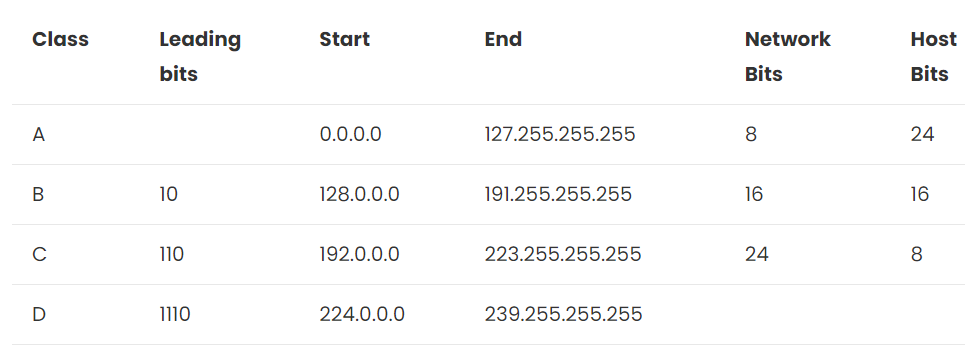 Class Leading bits Start End Network Bits Host Bits
A 0.0.0.0 127.255.255.255 8 24
B 10 128.0.0.0 191.255.255.255 16 16
C 110 192.0.0.0 223.255.255.255 24 8
D 1110 224.0.0.0 239.255.255.255